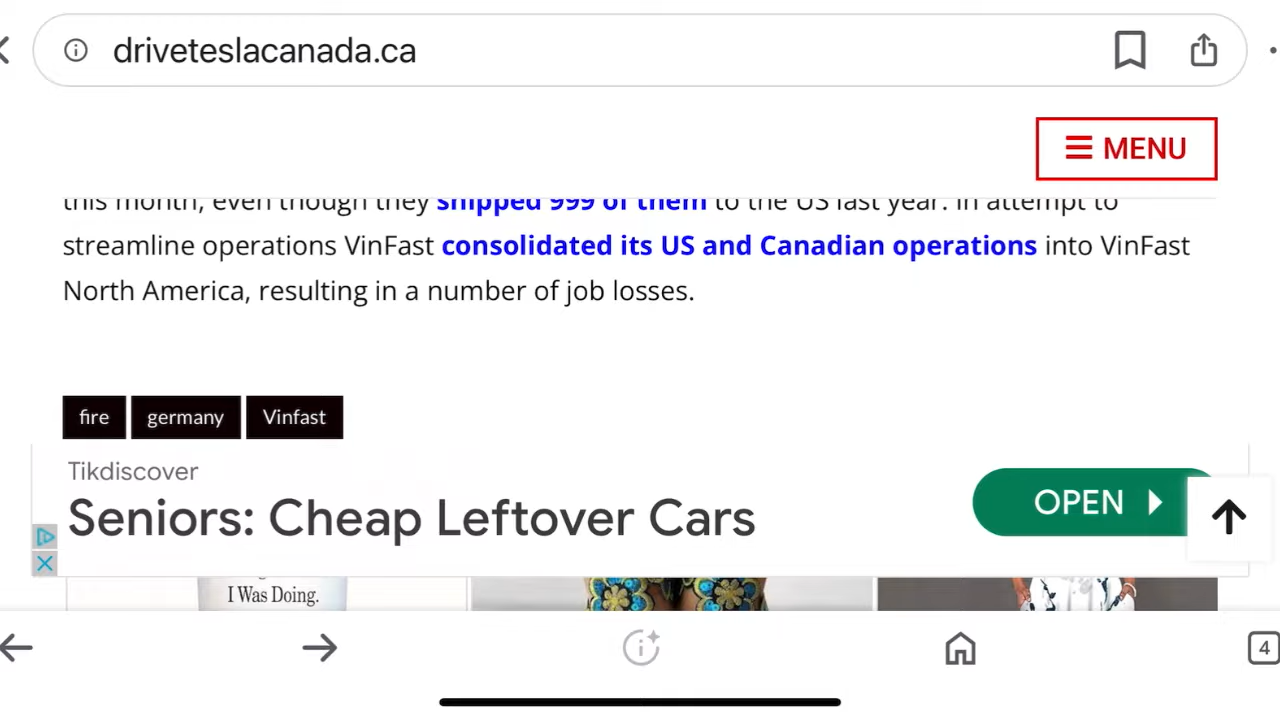 driveteslacanada.ca
MENU
this month, even though they shipped 999 of them to the US last year. In attempt to
streamline operations VinFast consolidated its US and Canadian operations into VinFast
North America, resulting in a number of job losses.
fire germany Vinfast
Tikdiscover
Seniors: Cheap Leftover Cars
OPEN
I Was Doing.
4